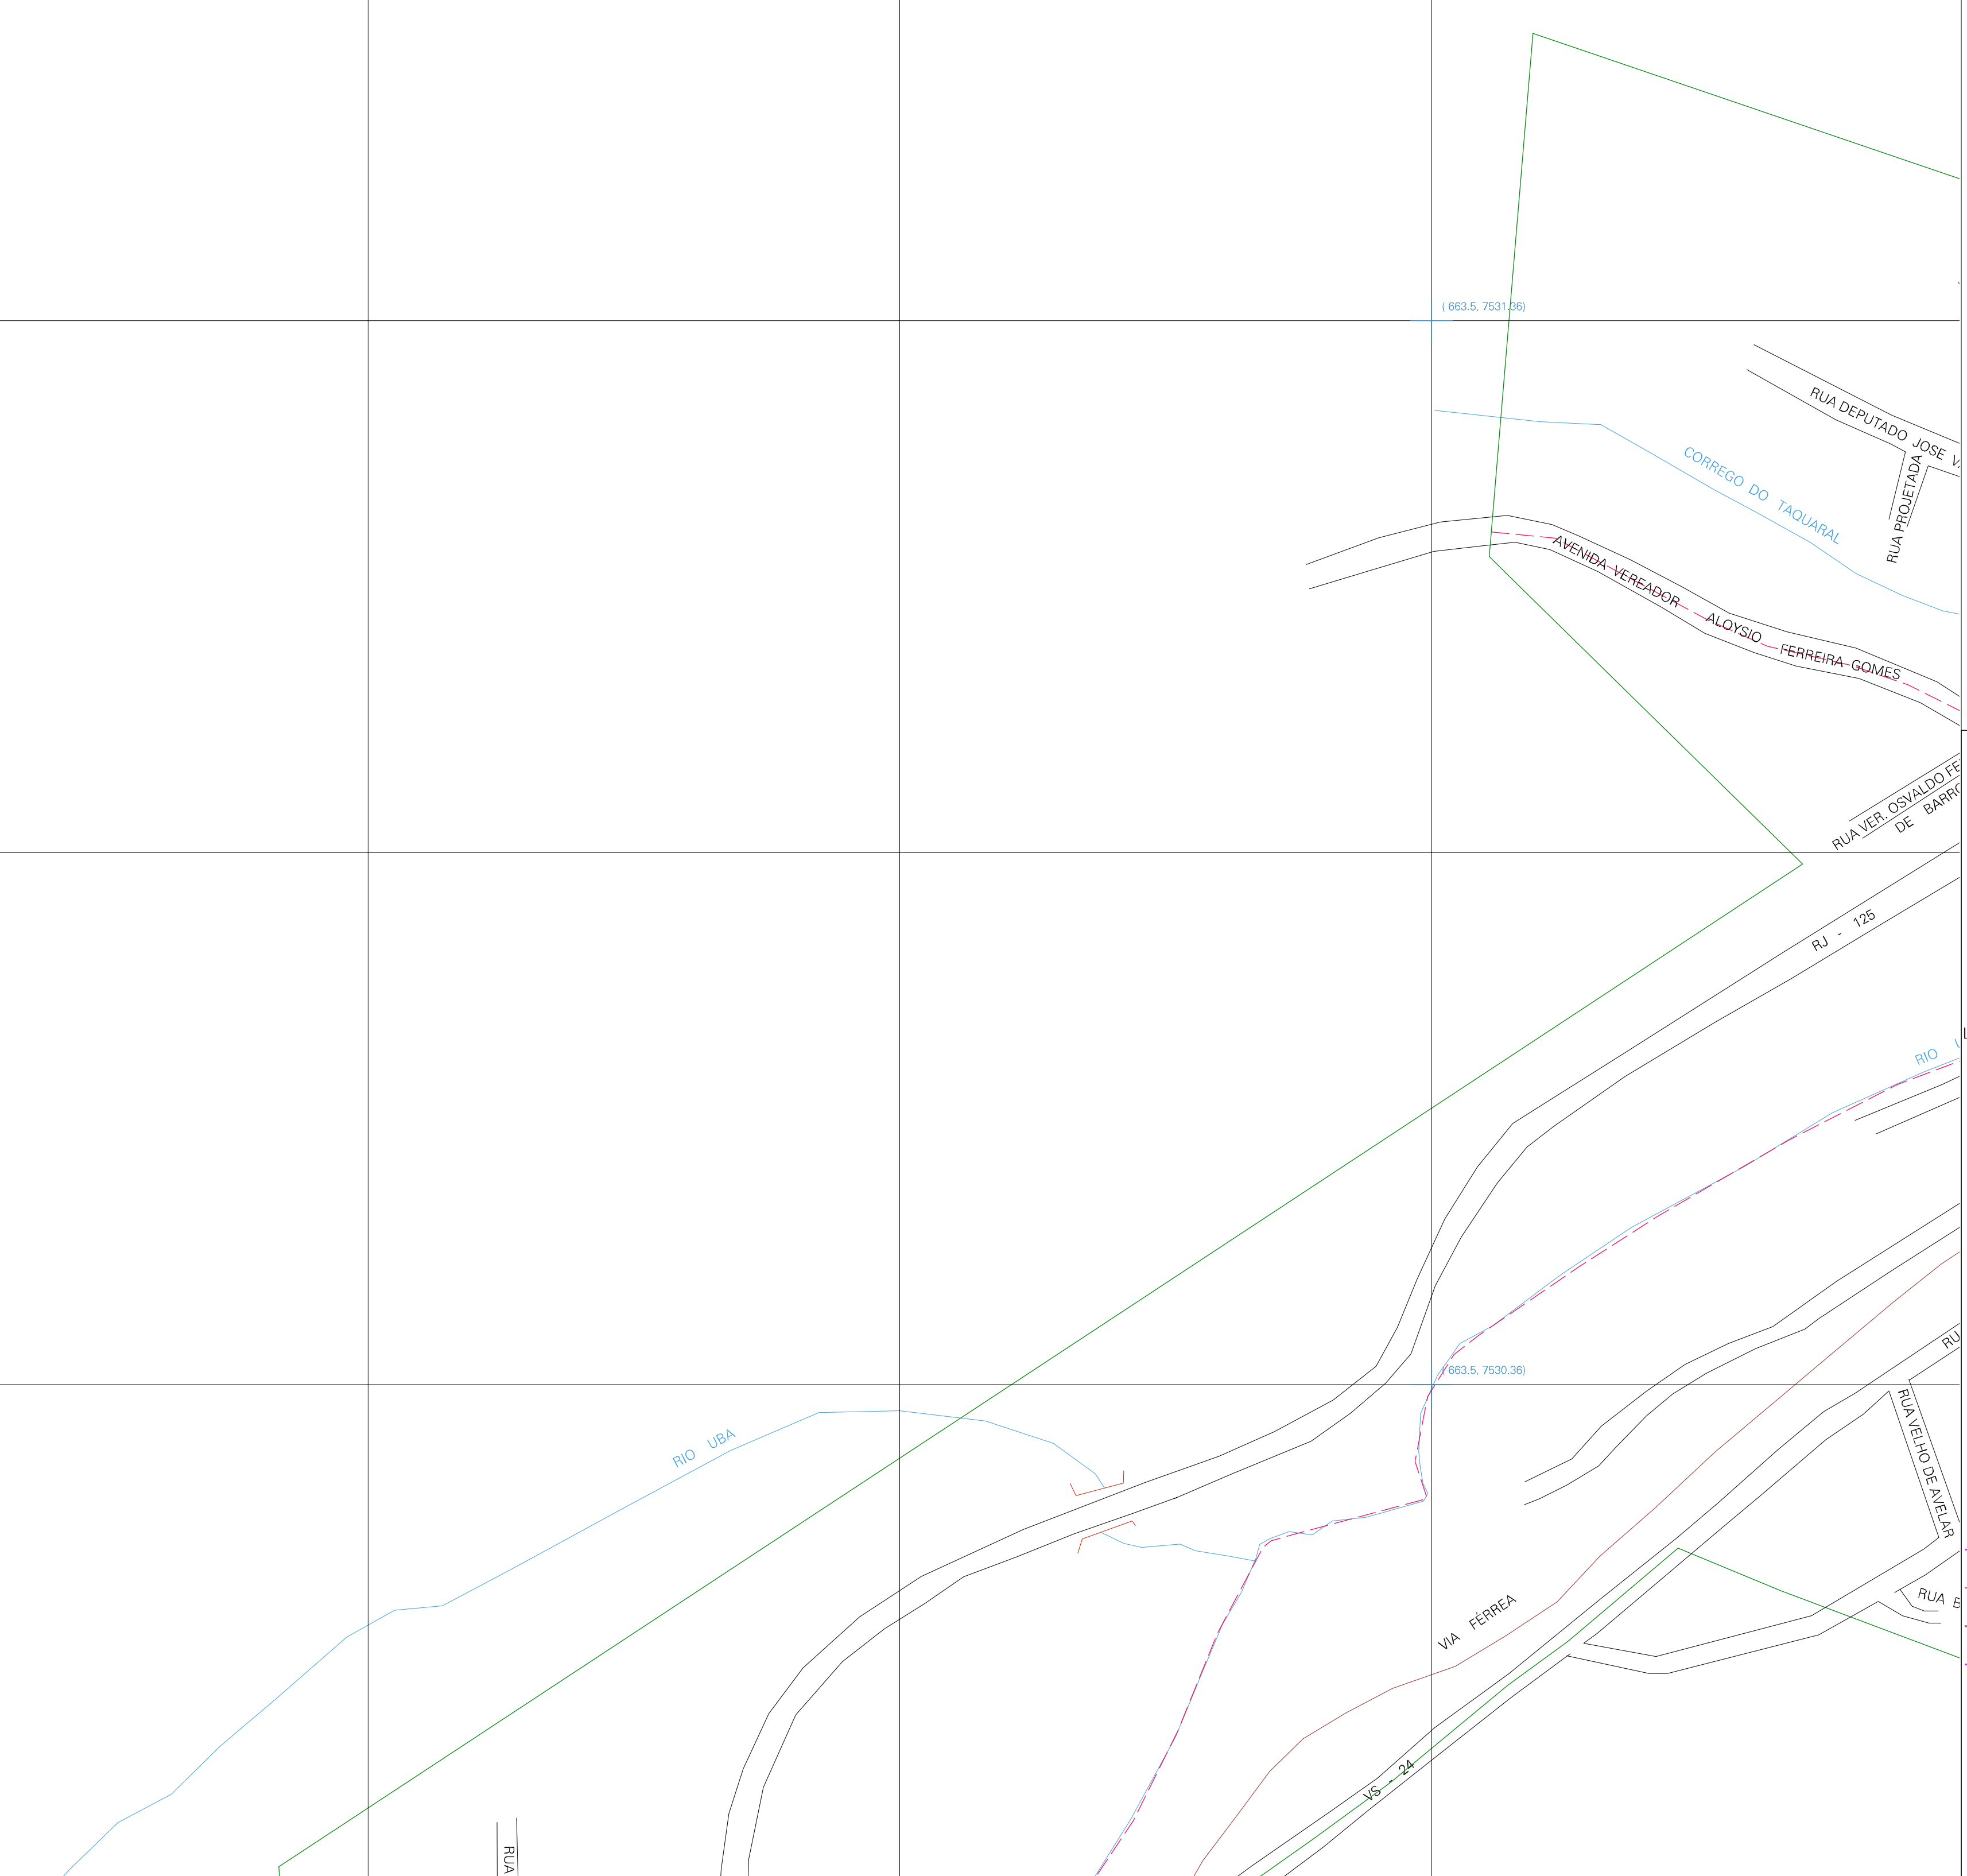 ( 663.5, 7531.36)
RUA DEPUTADO JOSE
CORREGO DO TAQUARAL
RUA PROJETADA
AVENIDA VEREADOR ALOYSIO FERREIRA GOMES
RUA VER. OSVALDO
DE
RJ - 125
RIO
( 663.5, 7530.36)
RIO UBA
RUA VELHO DE AVELAR
RUA
VIA FÉRREA
VS - 24
RUA